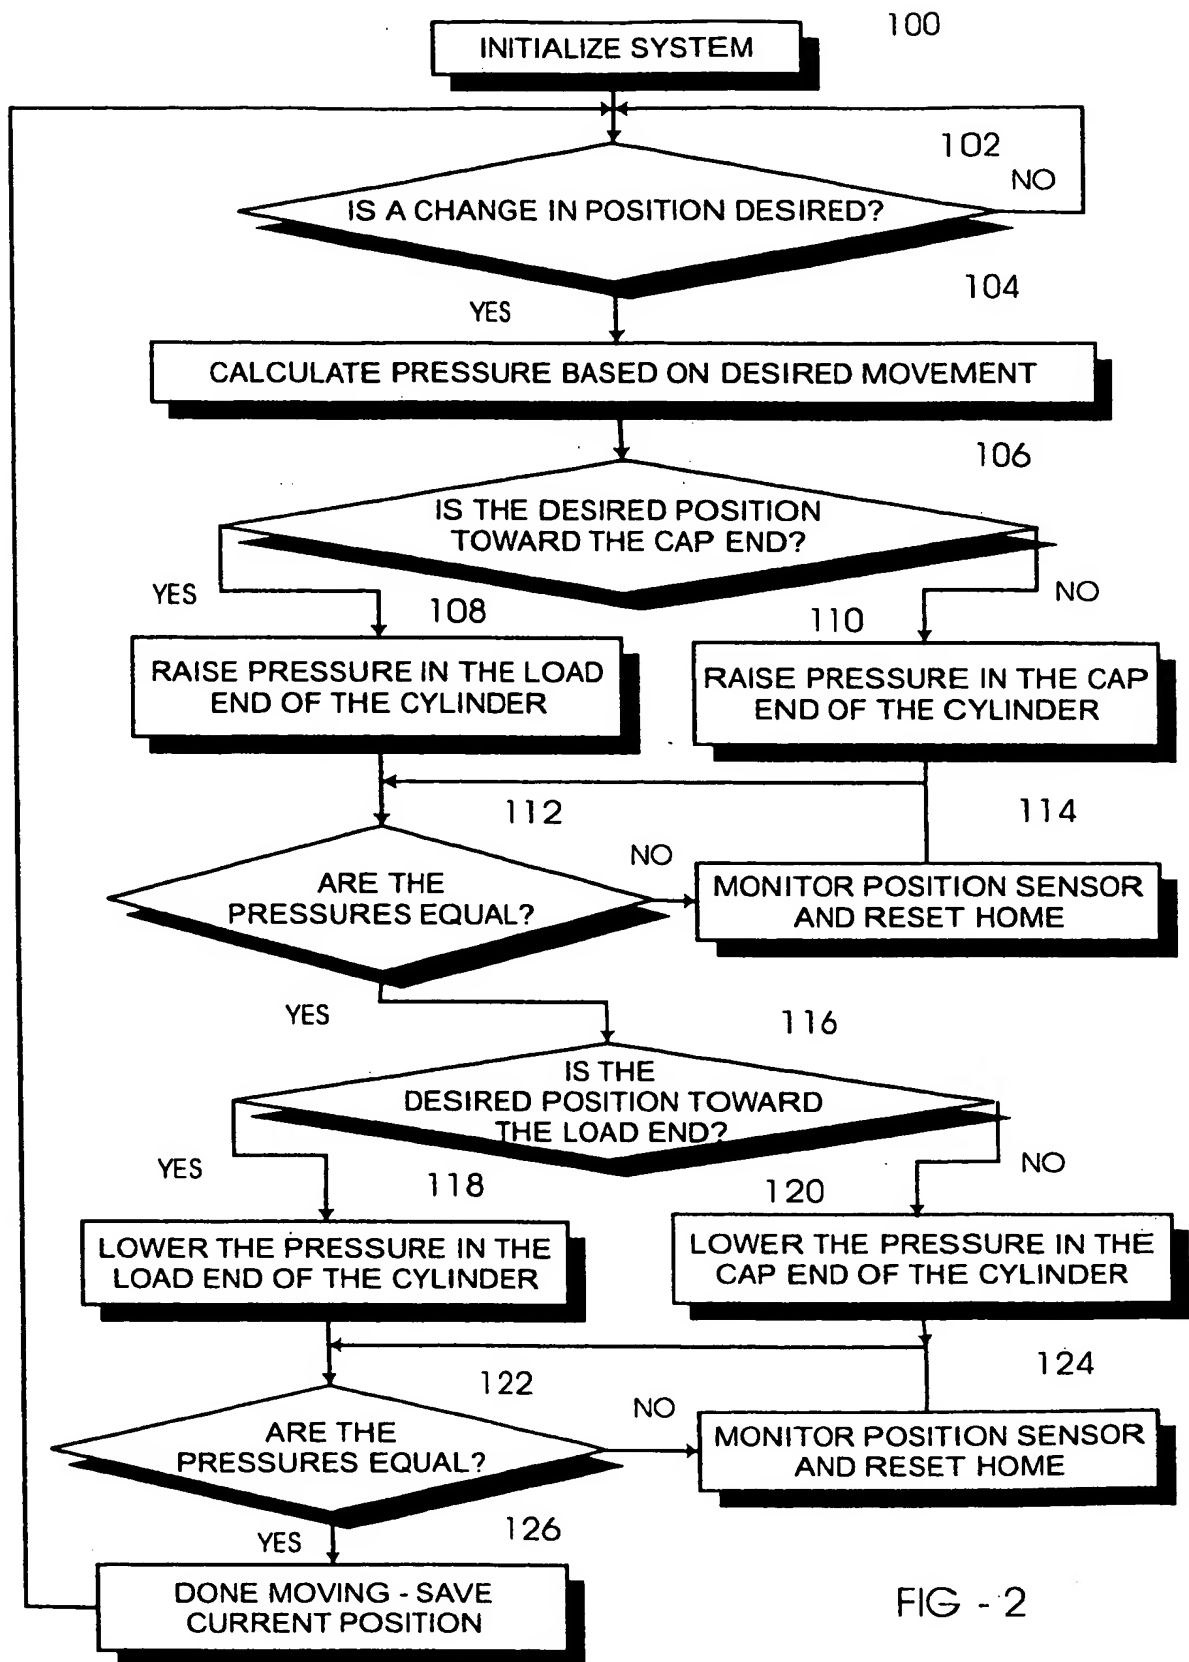 100
INITIALIZE SYSTEM
102
NO
IS A CHANGE IN POSITION DESIRED?
104
YES
CALCULATE PRESSURE BASED ON DESIRED MOVEMENT
106
IS THE DESIRED POSITION
TOWARD THE CAP END?
YES
108
110
NO
RAISE PRESSURE IN THE LOAD
END OF THE CYLINDER
RAISE PRESSURE IN THE CAP
END OF THE CYLINDER
112
114
ARE THE
PRESSURES EQUAL?
NO
MONITOR POSITION SENSOR
AND RESET HOME
YES
116
IS THE
DESIRED POSITION TOWARD
THE LOAD END?
YES
118
120
NO
LOWER THE PRESSURE IN THE
LOAD END OF THE CYLINDER
LOWER THE PRESSURE IN THE
CAP END OF THE CYLINDER
122
124
ARE THE
PRESSURES EQUAL?
NO
MONITOR POSITION SENSOR
AND RESET HOME
YES
126
DONE MOVING - SAVE
CURRENT POSITION
FIG - 2